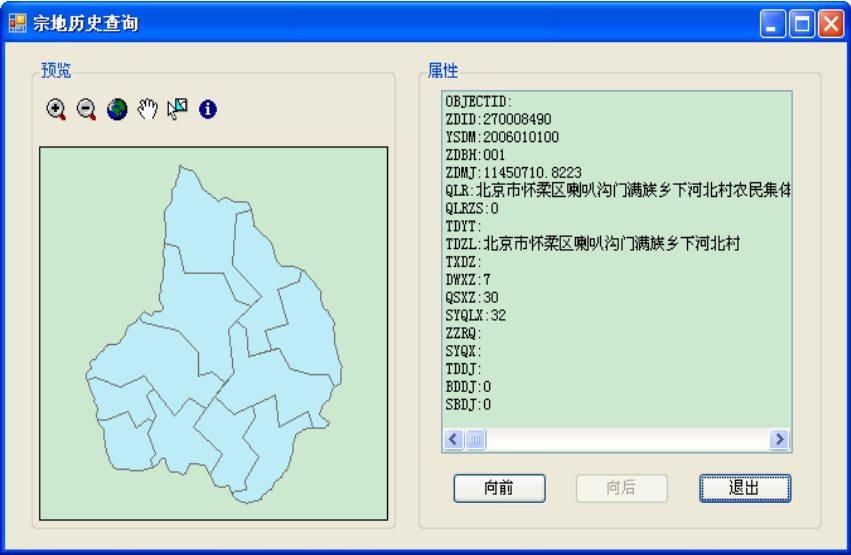 宗地历史查询
预览
属性
OBJECTID:
ZDID:270008490
YSDM:2006010100
ZDBH:001
ZDMJ:11450710.8223
QLR:北京市怀柔区喇叭沟门满族乡下河北村农民集体
QLRZS:0
TDYT:
TDZL:北京市怀柔区喇叭沟门满族乡下河北村
TXDZ:
DWXZ:7
QSXZ:30
SYQLX:32
ZZRQ:
SYQX:
TDDJ:
BDDJ:0
SBDJ:0
向前
向后
退出